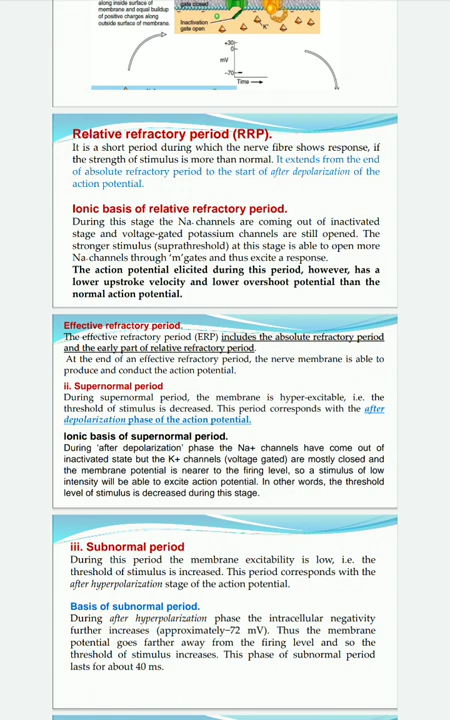 along inside surface of
membrane and equal buildup
of positive charges along
outside surface of membrane.
gate closed
Inactivation
gate open
K+
+30
0
mV
-70
Time
Relative refractory period (RRP).
It is a short period during which the nerve fibre shows response, if
the strength of stimulus is more than normal. It extends from the end
of absolute refractory period to the start of after depolarization of the
action potential.
Ionic basis of relative refractory period.
During this stage the Na+ channels are coming out of inactivated
stage and voltage-gated potassium channels are still opened. The
stronger stimulus (suprathreshold) at this stage is able to open more
Na+ channels through 'm'gates and thus excite a response.
The action potential elicited during this period, however, has a
lower upstroke velocity and lower overshoot potential than the
normal action potential.
Effective refractory period.
The effective refractory period (ERP) includes the absolute refractory period
and the early part of relative refractory period.
At the end of an effective refractory period, the nerve membrane is able to
produce and conduct the action potential.
ii. Supernormal period
During supernormal period, the membrane is hyper-excitable, i.e. the
threshold of stimulus is decreased. This period corresponds with the after
depolarization phase of the action potential.
Ionic basis of supernormal period.
During 'after depolarization' phase the Na+ channels have come out of
inactivated state but the K+ channels (voltage gated) are mostly closed and
the membrane potential is nearer to the firing level, so a stimulus of low
intensity will be able to excite action potential. In other words, the threshold
level of stimulus is decreased during this stage.
iii. Subnormal period
During this period the membrane excitability is low, i.e. the
threshold of stimulus is increased. This period corresponds with the
after hyperpolarization stage of the action potential.
Basis of subnormal period.
During after hyperpolarization phase the intracellular negativity
further increases (approximately−72 mV). Thus the membrane
potential goes farther away from the firing level and so the
threshold of stimulus increases. This phase of subnormal period
lasts for about 40 ms.